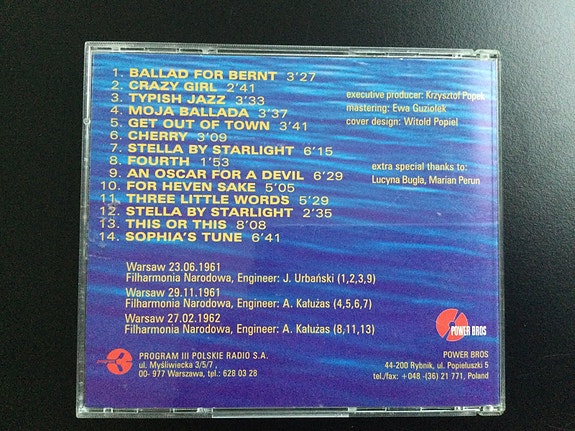 1. BALLAD FOR BERNT 3'27
2. CRAZY GIRL 2'41
3. TYPISH JAZZ 3'33
4. MOJA BALLADA 3'37
5. GET OUT OF TOWN 3'41
6. CHERRY 3'09
7. STELLA BY STARLIGHT 6'15
8. FOURTH 1'53
9. AN OSCAR FOR A DEVIL 6'29
10. FOR HEVEN SAKE 5'05
11. THREE LITTLE WORDS 5'29
12. STELLA BY STARLIGHT 2'35
13. THIS OR THIS 8'08
14. SOPHIA'S TUNE 6'41
executive producer: Krzysztof Popek
mastering: Ewa Guziołek
cover design: Witold Popiel
extra special thanks to:
Lucyna Bugla, Marian Perun
Warsaw 23.06.1961
Filharmonia Narodowa, Engineer: J. Urbański (1,2,3,9)
Warsaw 29.11.1961
Filharmonia Narodowa, Engineer: A. Kałużas (4,5,6,7)
Warsaw 27.02.1962
Filharmonia Narodowa, Engineer: A. Kałużas (8,11,13)
POWER BROS
PROGRAM III POLSKIE RADIO S.A.
ul. Myśliwiecka 3/5/7 ,
00- 977 Warszawa, tpl.: 628 03 28
POWER BROS
44-200 Rybnik, ul. Popieluszki 5
tel./fax: +048 -(36) 21 771, Poland